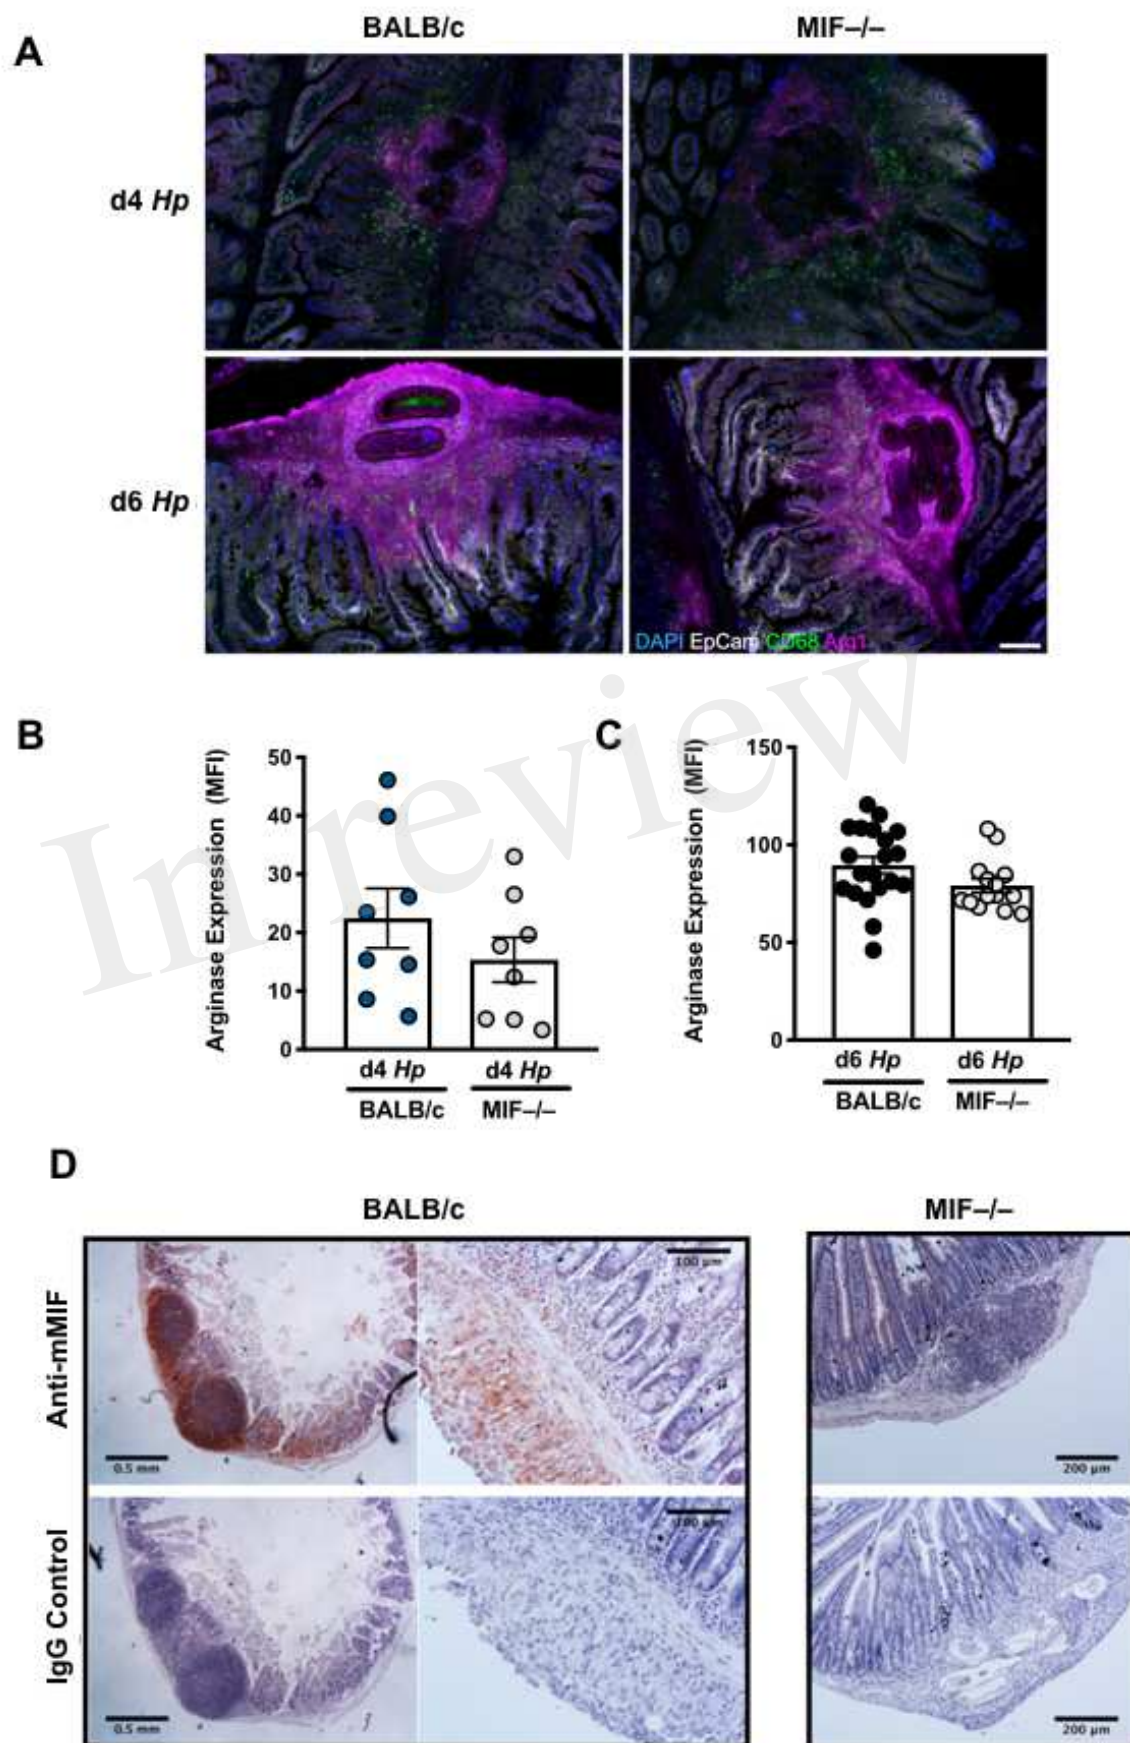 A
BALB/c
MIF–/–
d4 Hp
d6 Hp
DAPI EpCam CD68 Arg1
B
Arginase Expression (MFI)
50
40
30
20
10
0
d4 Hp
d4 Hp
BALB/c
MIF–/–
C
Arginase Expression (MFI)
150
100
50
0
d6 Hp
d6 Hp
BALB/c
MIF–/–
In review
D
BALB/c
MIF–/–
Anti-mMIF
0.5 mm
100 µm
200 µm
IgG Control
0.5 mm
100 µm
200 µm